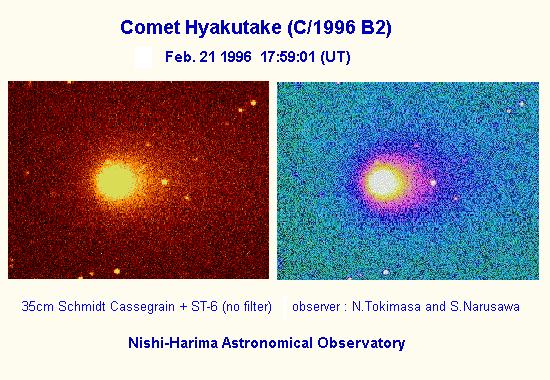 Comet Hyakutake (C/1996 B2)
Feb. 21 1996  17:59:01 (UT)
35cm Schmidt Cassegrain + ST-6 (no filter)    observer : N.Tokimasa and S.Narusawa
Nishi-Harima Astronomical Observatory